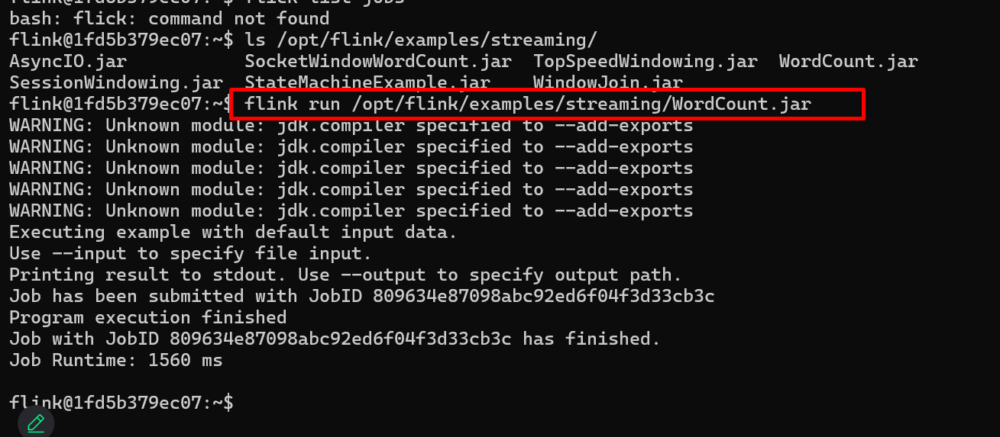 flink@1fd5b379ec07:~$ flick list jobs
bash: flick: command not found
flink@1fd5b379ec07:~$ ls /opt/flink/examples/streaming/
AsyncIO.jar           SocketWindowWordCount.jar  TopSpeedWindowing.jar  WordCount.jar
SessionWindowing.jar  StateMachineExample.jar    WindowJoin.jar
flink@1fd5b379ec07:~$ flink run /opt/flink/examples/streaming/WordCount.jar
WARNING: Unknown module: jdk.compiler specified to --add-exports
WARNING: Unknown module: jdk.compiler specified to --add-exports
WARNING: Unknown module: jdk.compiler specified to --add-exports
WARNING: Unknown module: jdk.compiler specified to --add-exports
WARNING: Unknown module: jdk.compiler specified to --add-exports
Executing example with default input data.
Use --input to specify file input.
Printing result to stdout. Use --output to specify output path.
Job has been submitted with JobID 809634e87098abc92ed6f04f3d33cb3c
Program execution finished
Job with JobID 809634e87098abc92ed6f04f3d33cb3c has finished.
Job Runtime: 1560 ms
flink@1fd5b379ec07:~$